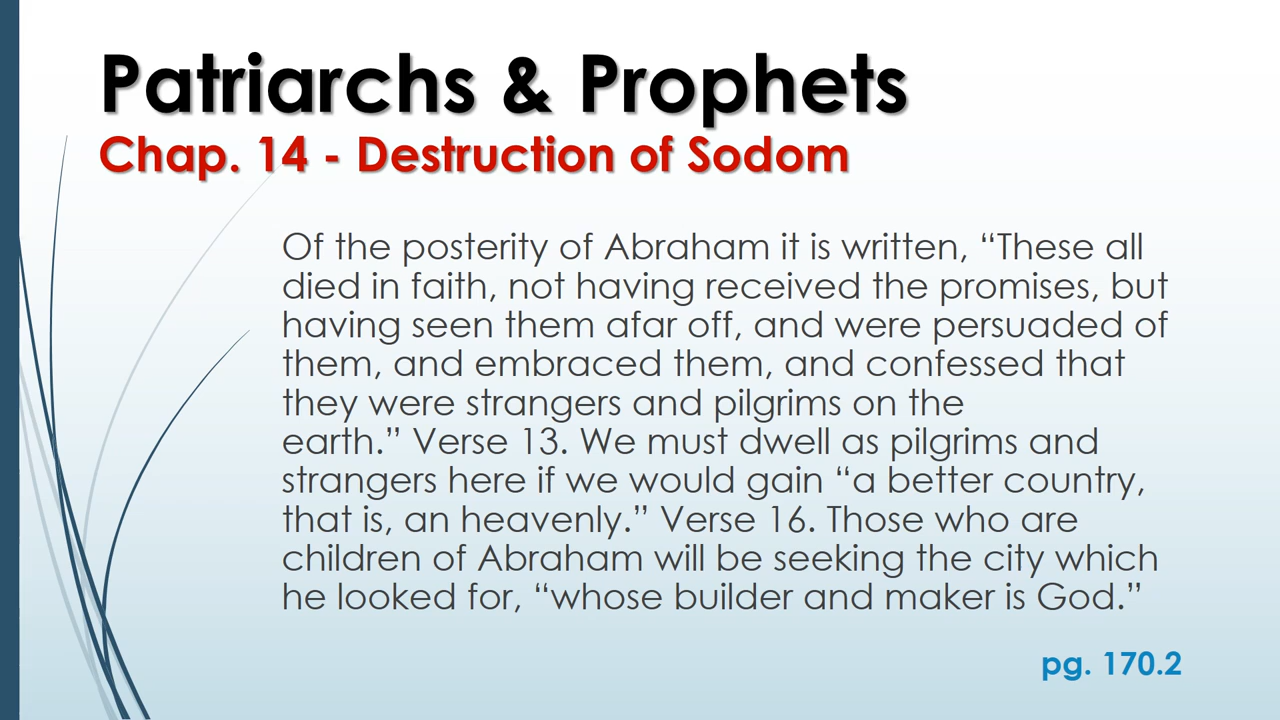 Patriarchs & Prophets
Chap. 14 - Destruction of Sodom
Of the posterity of Abraham it is written, “These all
died in faith, not having received the promises, but
having seen them afar off, and were persuaded of
them, and embraced them, and confessed that
they were strangers and pilgrims on the
earth.” Verse 13. We must dwell as pilgrims and
strangers here if we would gain “a better country,
that is, an heavenly.” Verse 16. Those who are
children of Abraham will be seeking the city which
he looked for, “whose builder and maker is God.”
pg. 170.2